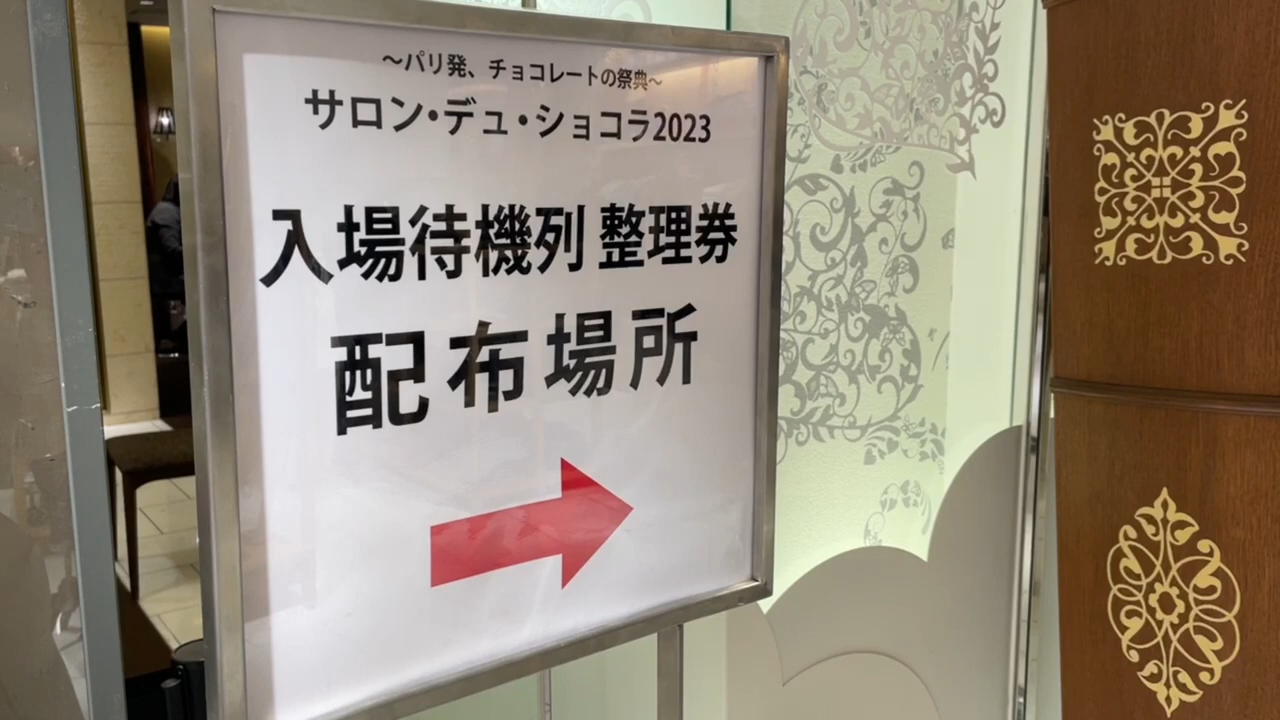 ～パリ発、チョコレートの祭典～
サロン・デュ・ショコラ2023
入場待機列 整理券
配布場所